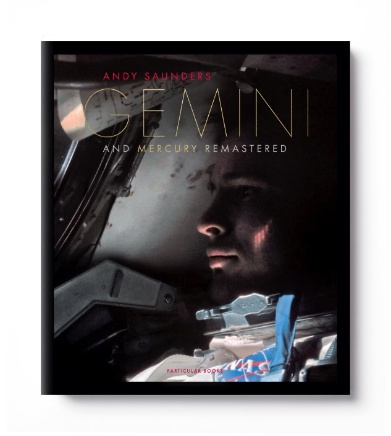 ANDY SAUNDERS
GEMINI
AND MERCURY REMASTERED
PARTICULAR BOOKS